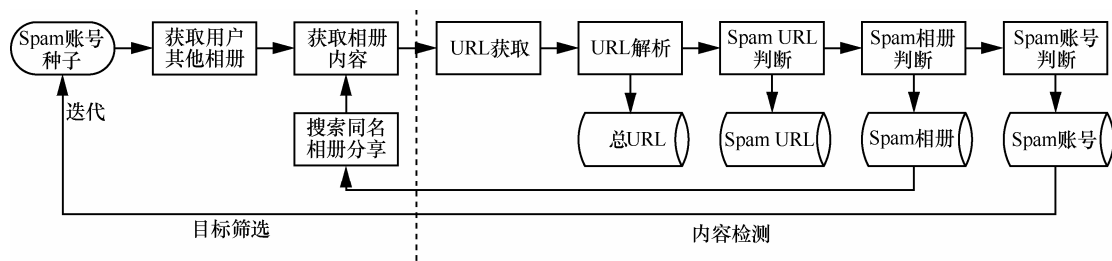 Spam账号
种子
获取用户
其他相册
获取相册
内容
URL获取
URL解析
Spam URL
判断
Spam相册
判断
Spam账号
判断
迭代
搜索同名
相册分享
总URL
Spam URL
Spam相册
Spam账号
目标筛选
内容检测